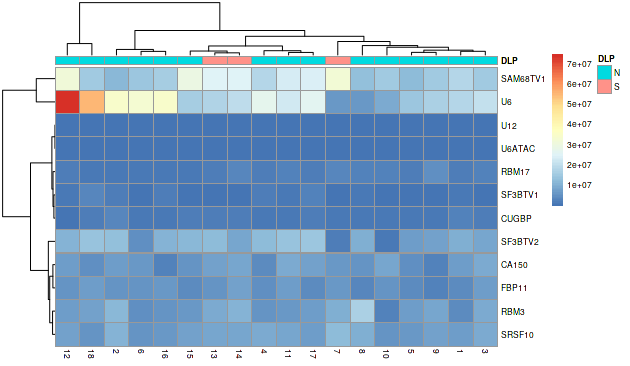 DLP
SAM68TV1
U6
U12
U6ATAC
RBM17
SF3BTV1
CUGBP
SF3BTV2
CA150
FBP11
RBM3
SRSF10
12 18 2 6 16 15 13 14 4 11 17 7 8 10 5 9 1 3
7e+07
6e+07
5e+07
4e+07
3e+07
2e+07
1e+07
DLP
N
S